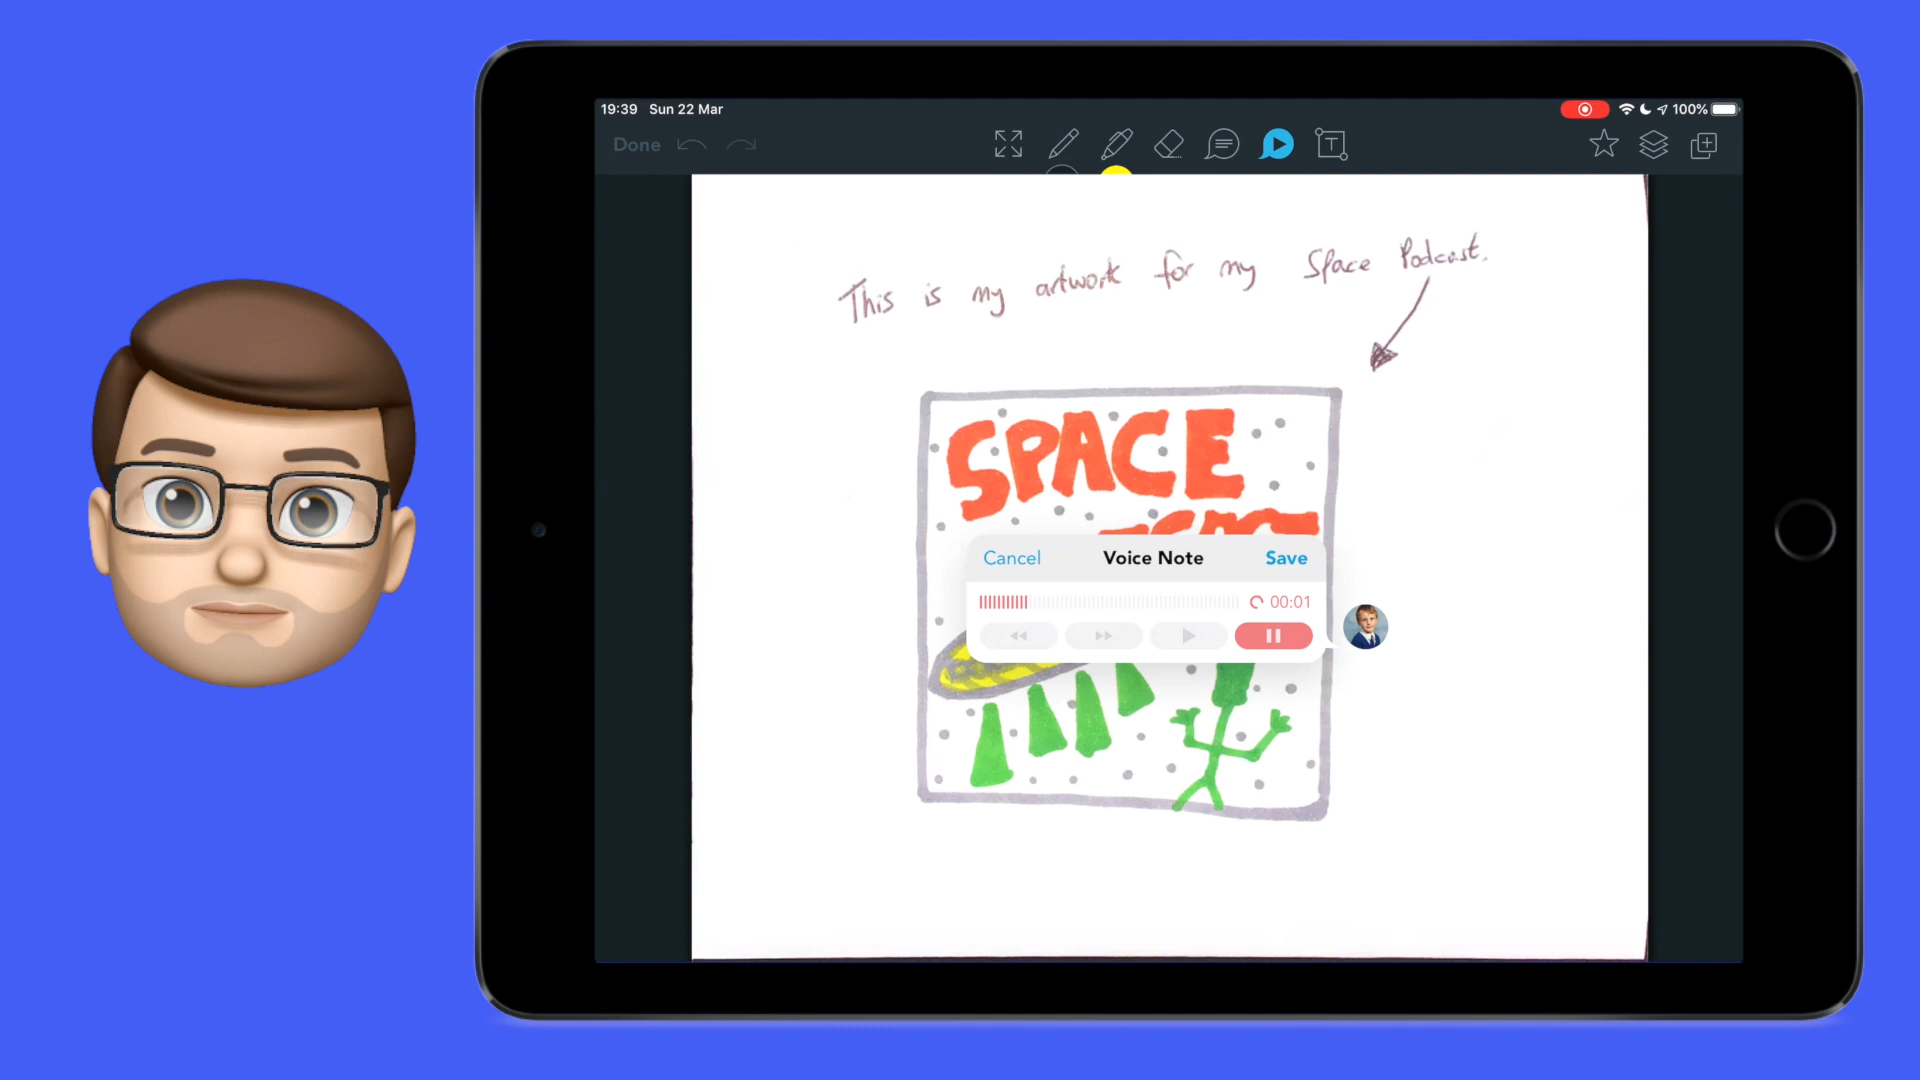 19:39 Sun 22 Mar 100%
Done T
This is my artwork for my Space Podcast.
SPACE
Cancel Voice Note Save
00:01